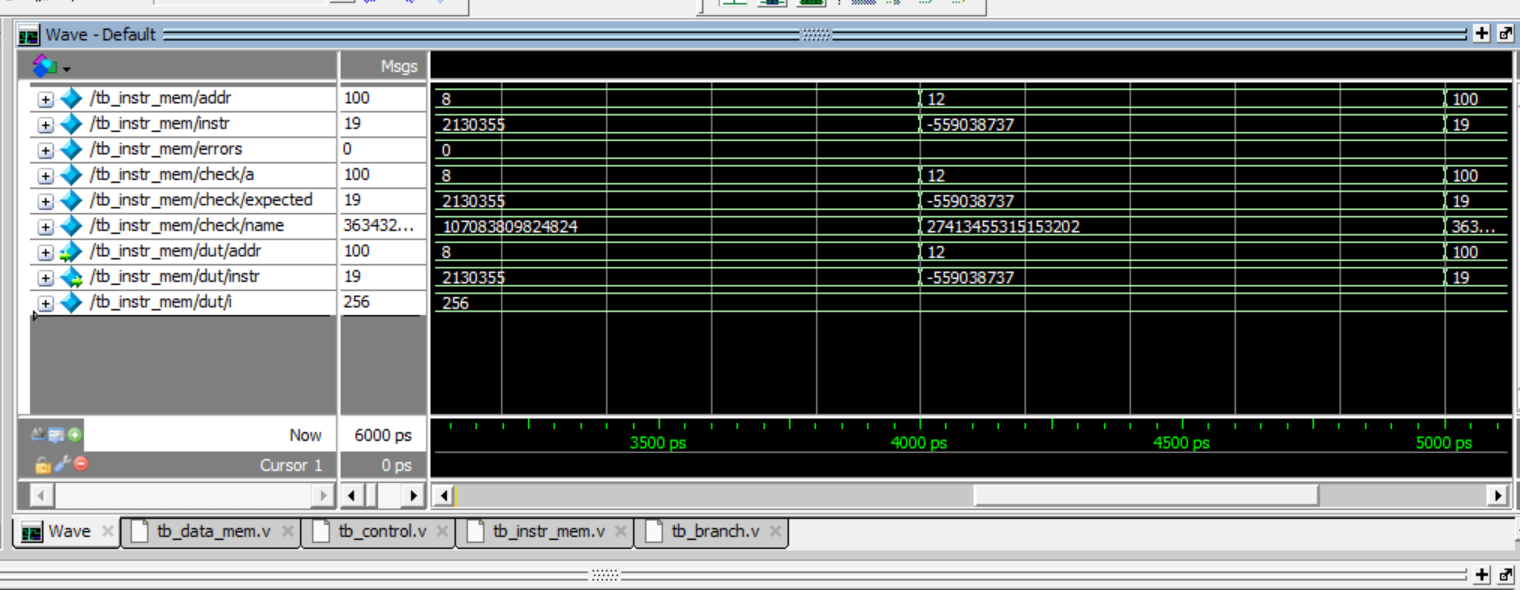 Wave - Default
Msgs
/tb_instr_mem/addr 100 8 12 100
/tb_instr_mem/instr 19 2130355 -559038737 19
/tb_instr_mem/errors 0 0
/tb_instr_mem/check/a 100 8 12 100
/tb_instr_mem/check/expected 19 2130355 -559038737 19
/tb_instr_mem/check/name 363432... 107083809824824 27413455315153202 363...
/tb_instr_mem/dut/addr 100 8 12 100
/tb_instr_mem/dut/instr 19 2130355 -559038737 19
/tb_instr_mem/dut/i 256 256
Now 6000 ps 3500 ps 4000 ps 4500 ps 5000 ps
Cursor 1 0 ps
Wave tb_data_mem.v tb_control.v tb_instr_mem.v tb_branch.v